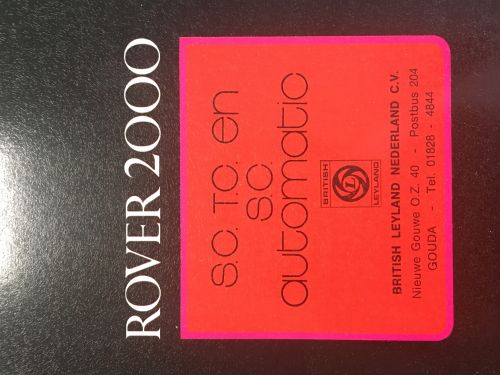 ROVER 2000
S.C. T.C. en
S.C.
automatic
BRITISH
L
LEYLAND
BRITISH LEYLAND NEDERLAND C.V.
Nieuwe Gouwe O.Z. 40 - Postbus 204
GOUDA - Tel. 01828 - 4844